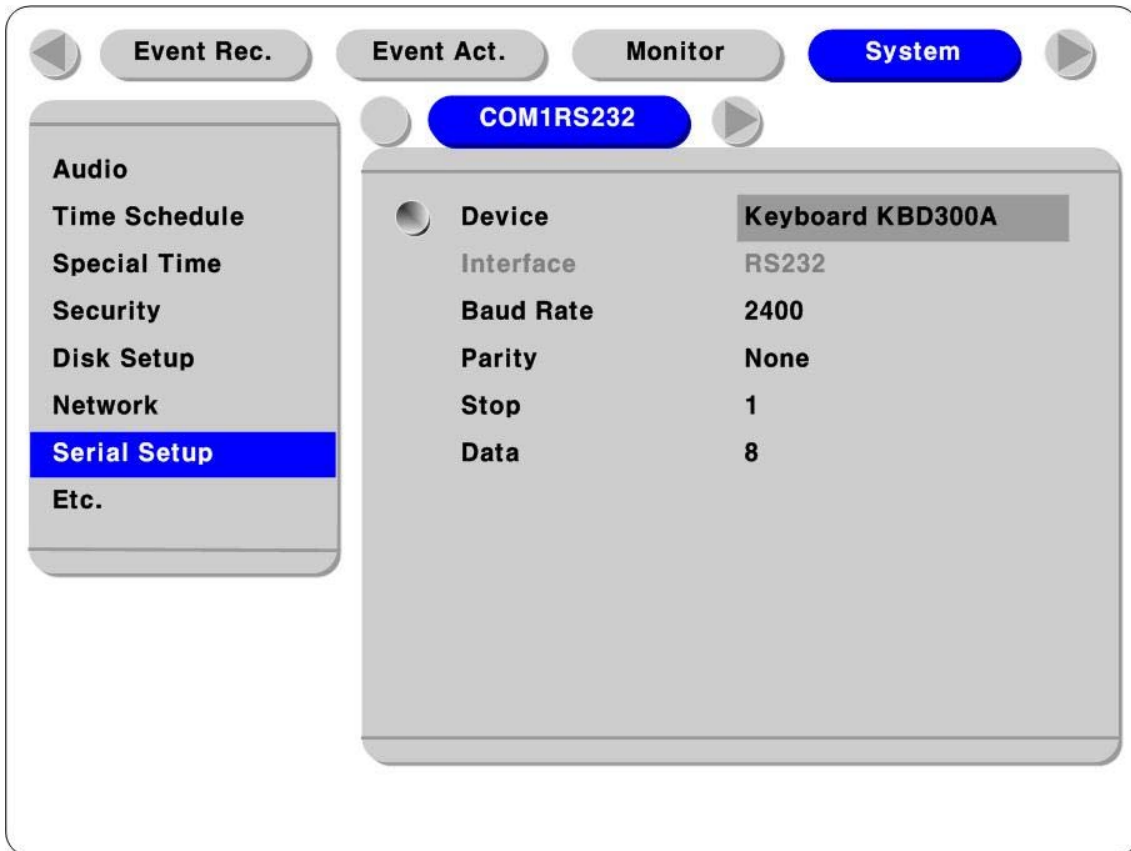 Event Rec.
Event Act.
Monitor
System
COM1RS232
Audio
Time Schedule
Special Time
Security
Disk Setup
Network
Serial Setup
Etc.
Device Keyboard KBD300A
Interface RS232
Baud Rate 2400
Parity None
Stop 1
Data 8